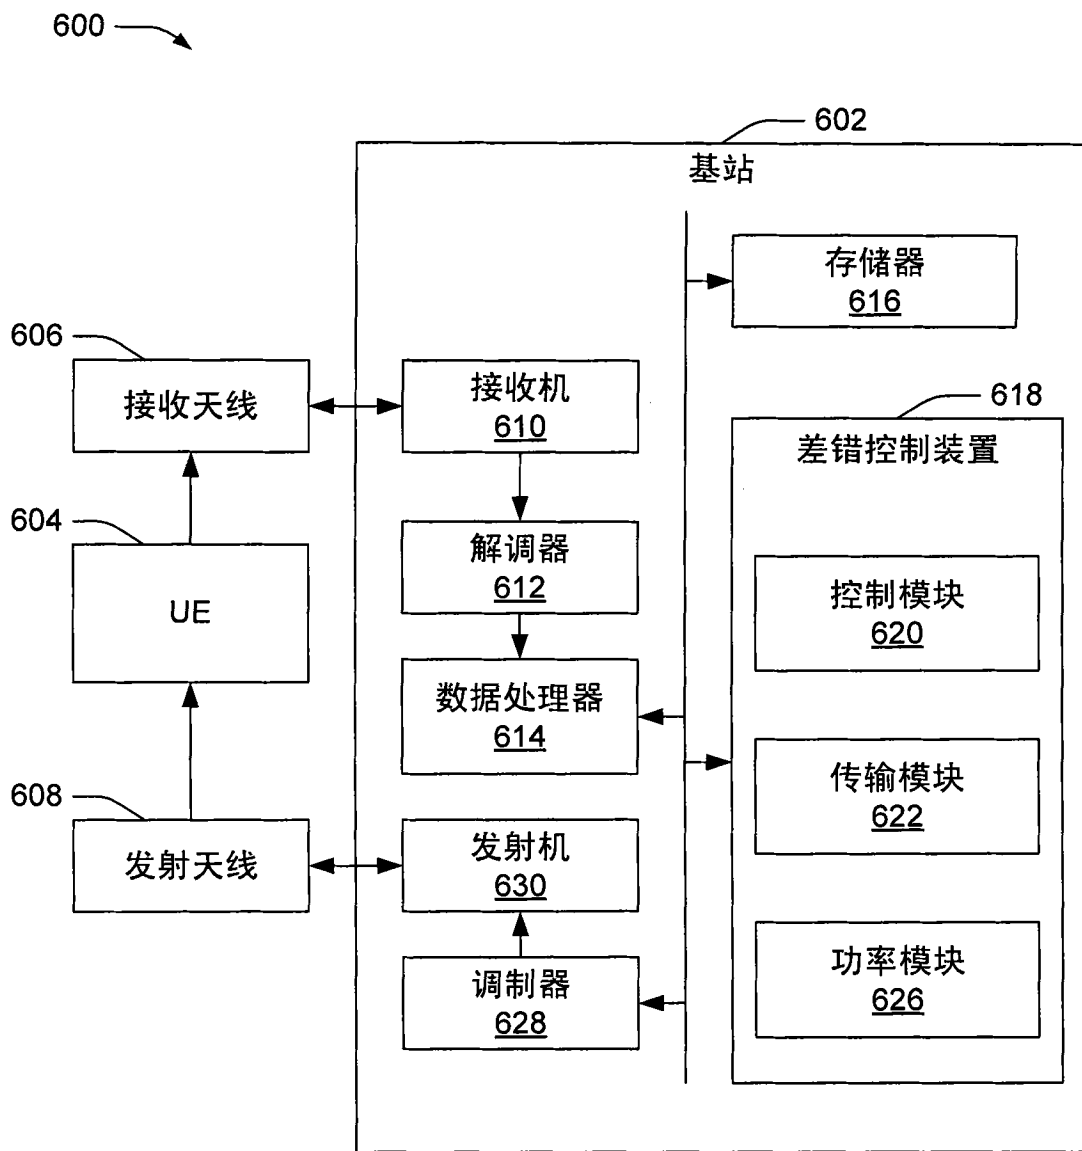 600
602
基站
存储器
616
606
接收天线
接收机
610
618
差错控制装置
604
UE
解调器
612
控制模块
620
数据处理器
614
608
发射天线
传输模块
622
发射机
630
调制器
628
功率模块
626